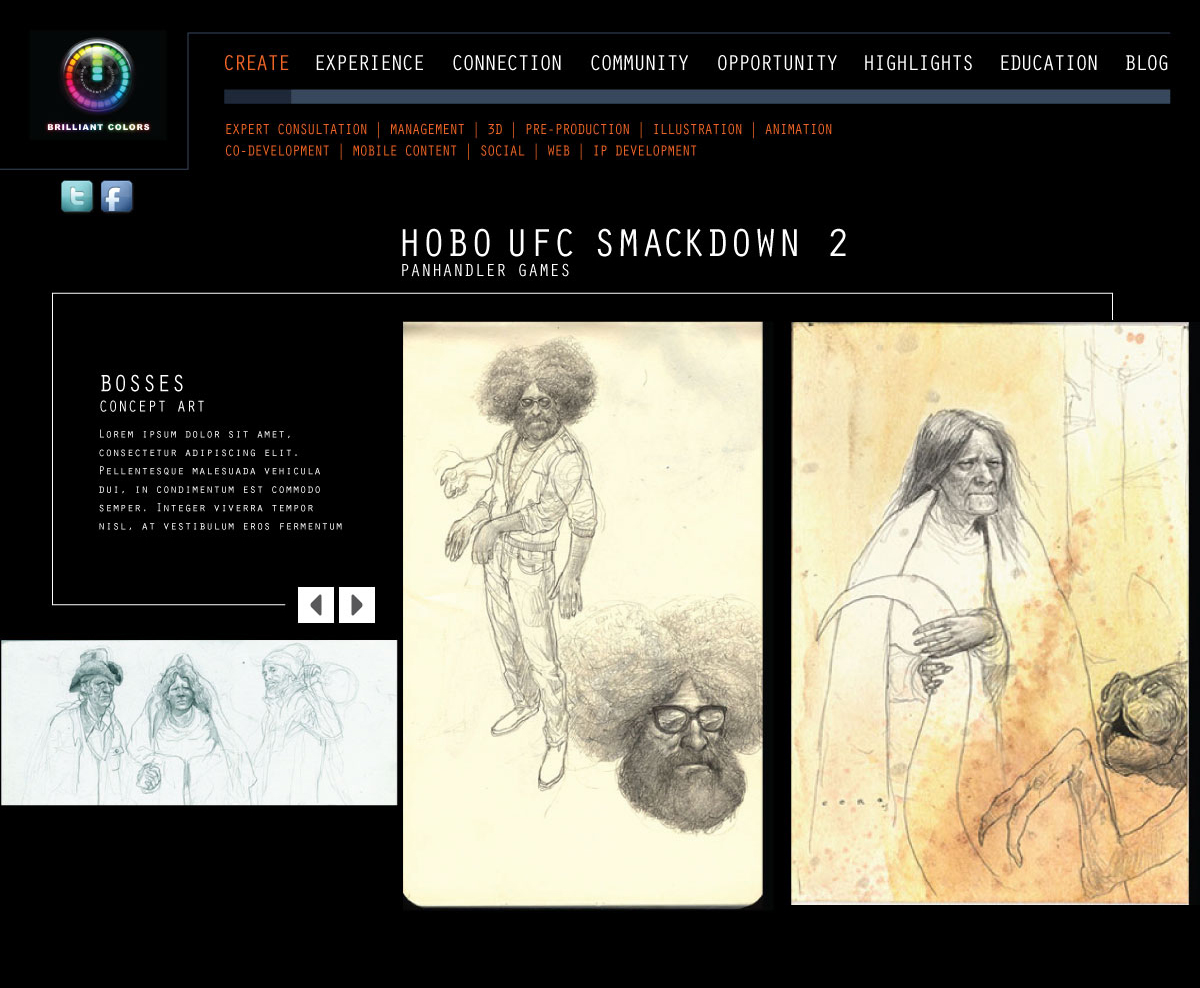 BRILLIANT COLORS
CREATE EXPERIENCE CONNECTION COMMUNITY OPPORTUNITY HIGHLIGHTS EDUCATION BLOG
EXPERT CONSULTATION | MANAGEMENT | 3D | PRE-PRODUCTION | ILLUSTRATION | ANIMATION
CO-DEVELOPMENT | MOBILE CONTENT | SOCIAL | WEB | IP DEVELOPMENT
HOBO UFC SMACKDOWN 2
PANHANDLER GAMES
BOSSES
CONCEPT ART
LOREM IPSUM DOLOR SIT AMET,
CONSECTETUR ADIPISCING ELIT.
PELLENTESQUE MALESUADA VEHICULA
DUI, IN CONDIMENTUM EST COMMODO
SEMPER. INTEGER VIVERRA TEMPOR
NISL, AT VESTIBULUM EROS FERMENTUM